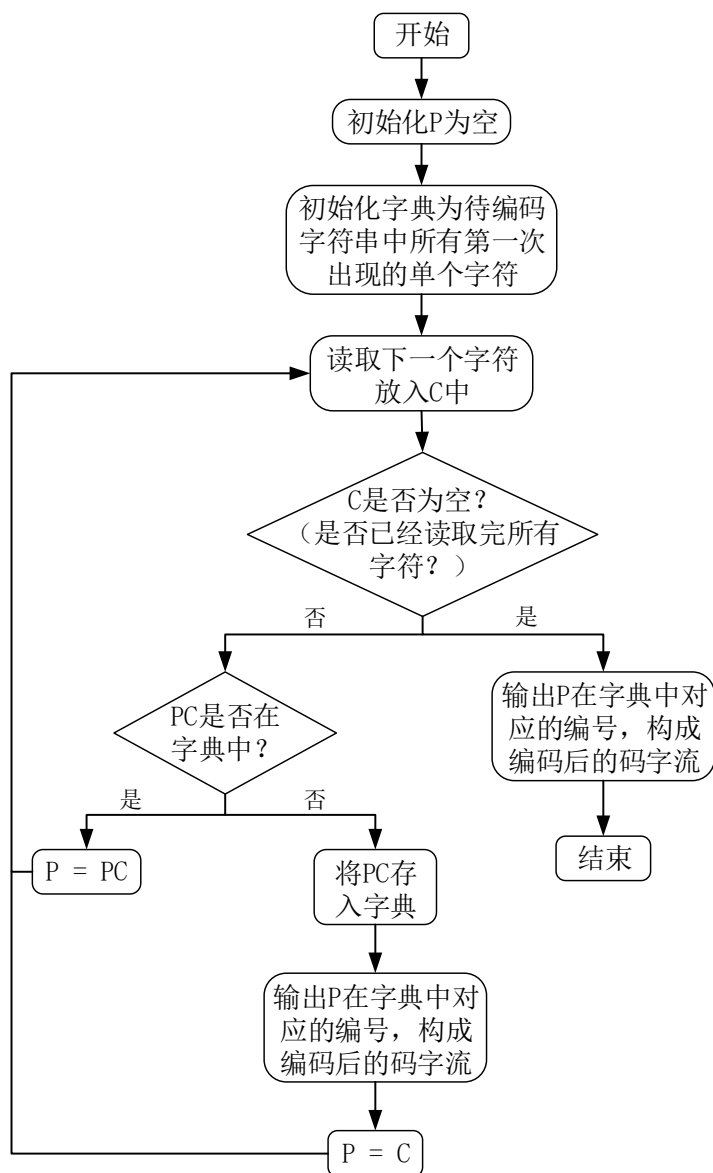 开始
初始化P为空
初始化字典为待编码
字符串中所有第一次
出现的单个字符
读取下一个字符
放入C中
C是否为空？
（是否已经读取完所有
字符？）
否
是
PC是否在
字典中？
输出P在字典中对
应的编号，构成
编码后的码字流
是
否
P = PC
将PC存
入字典
结束
输出P在字典中对
应的编号，构成
编码后的码字流
P = C